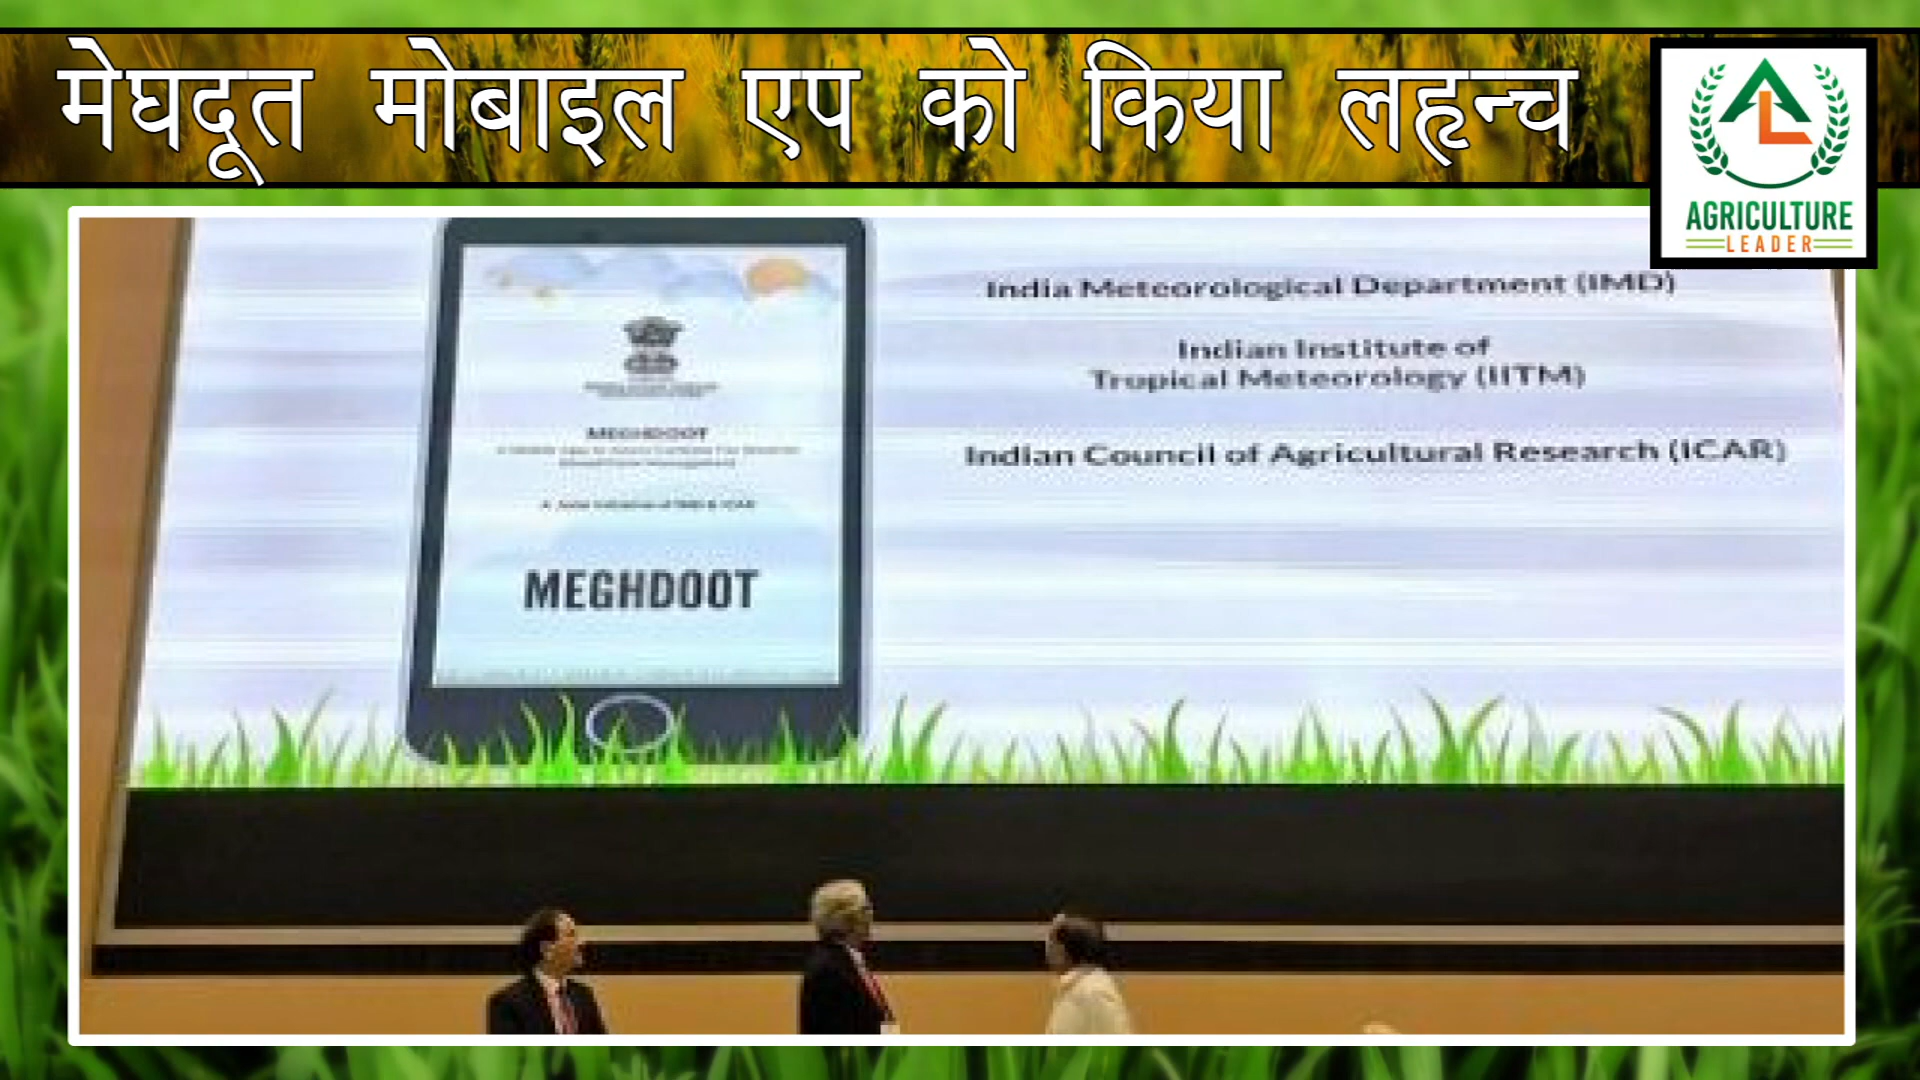 मेघदूत मोबाइल एप को किया लहृन्च
AGRICULTURE
LEADER
India Meteorological Department (IMD)
Indian Institute of
Tropical Meteorology (IITM)
Indian Council of Agricultural Research (ICAR)
MEGHDOOT
MEGHDOOT